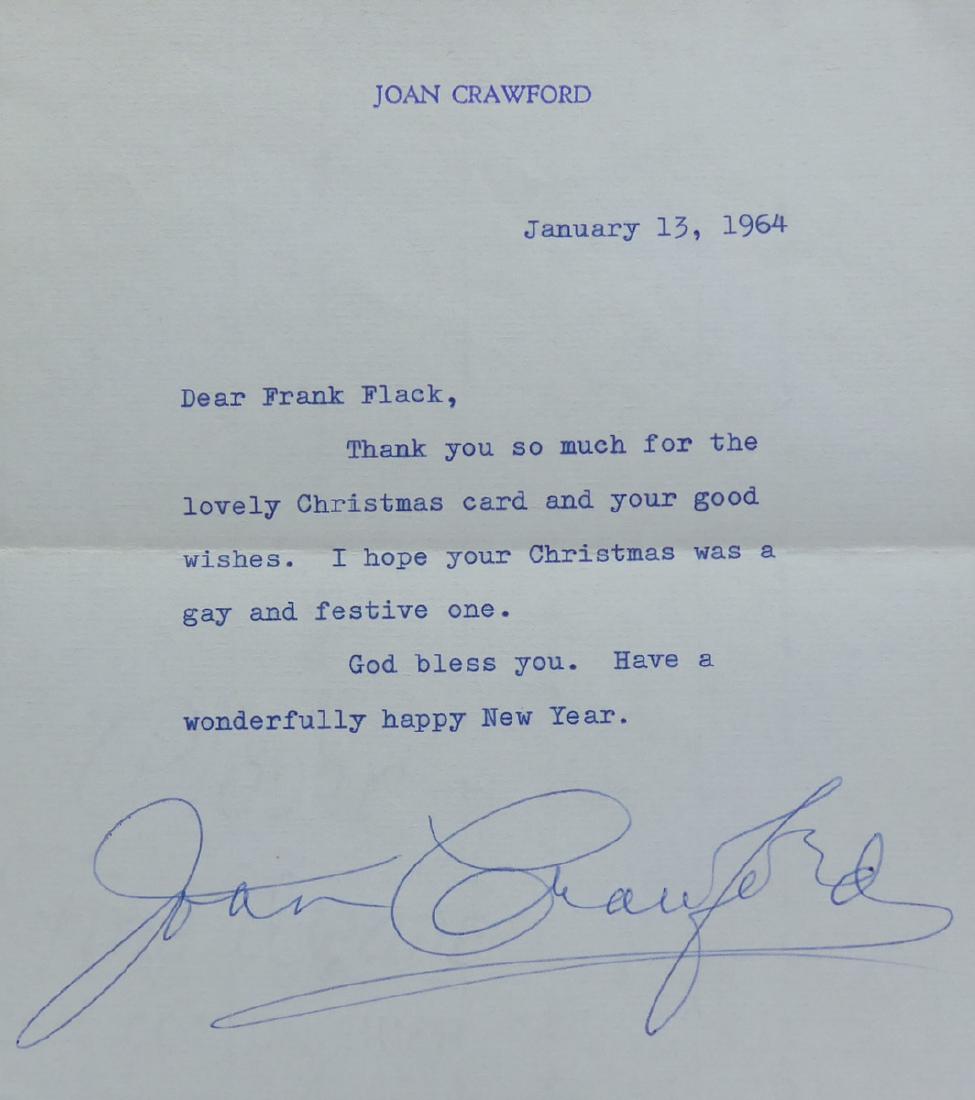 JOAN CRAWFORD
January 13, 1964
Dear Frank Flack,
Thank you so much for the
lovely Christmas card and your good
wishes.  I hope your Christmas was a
gay and festive one.
God bless you.  Have a
wonderfully happy New Year.
Joan Crawford